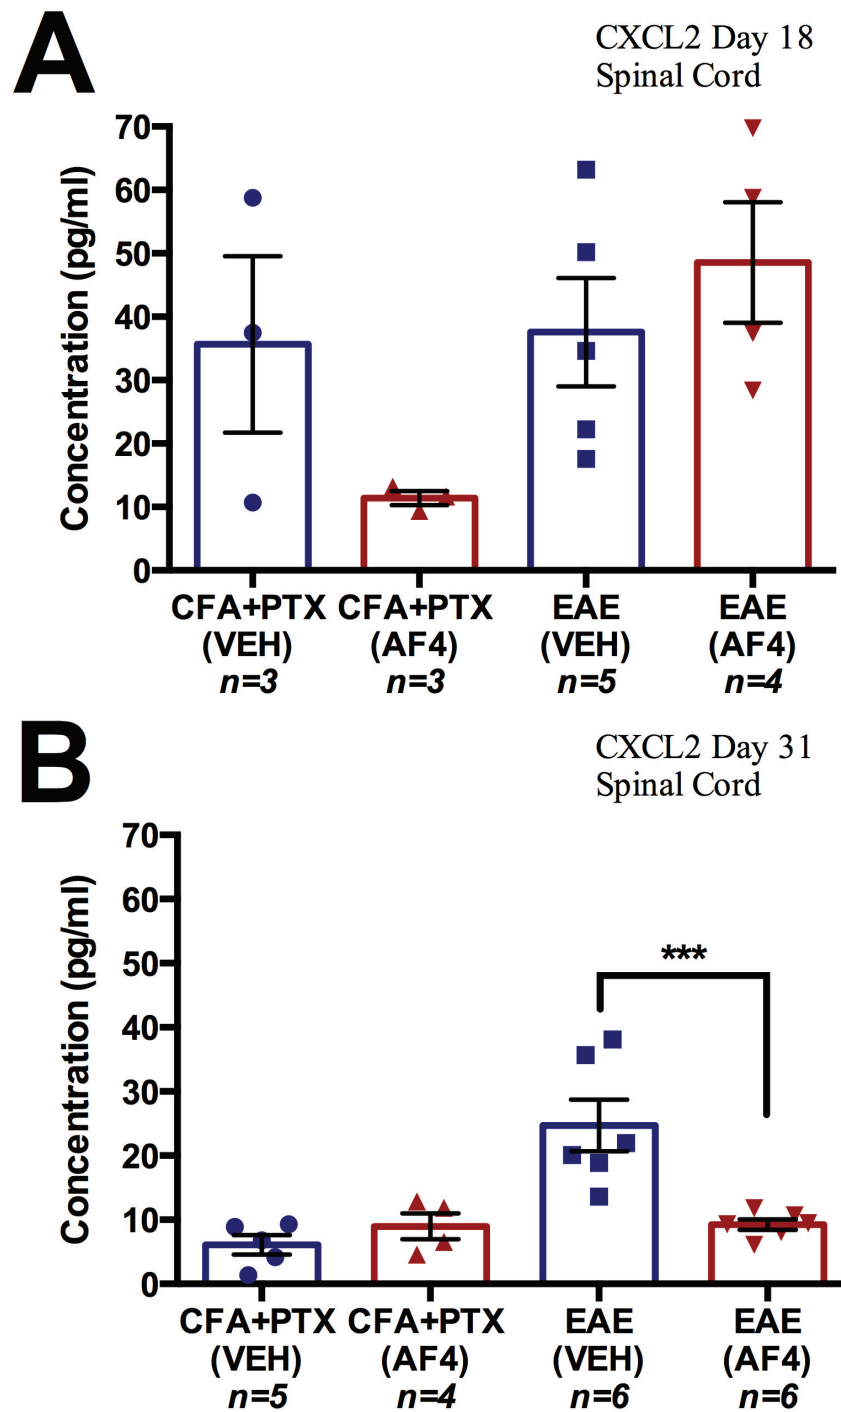 A
CXCL2 Day 18
Spinal Cord
Concentration (pg/ml)
70
60
50
40
30
20
10
0
CFA+PTX CFA+PTX EAE EAE
(VEH) (AF4) (VEH) (AF4)
n=3 n=3 n=5 n=4
B
CXCL2 Day 31
Spinal Cord
Concentration (pg/ml)
70
60
50
40
30
20
10
0
***
CFA+PTX CFA+PTX EAE EAE
(VEH) (AF4) (VEH) (AF4)
n=5 n=4 n=6 n=6